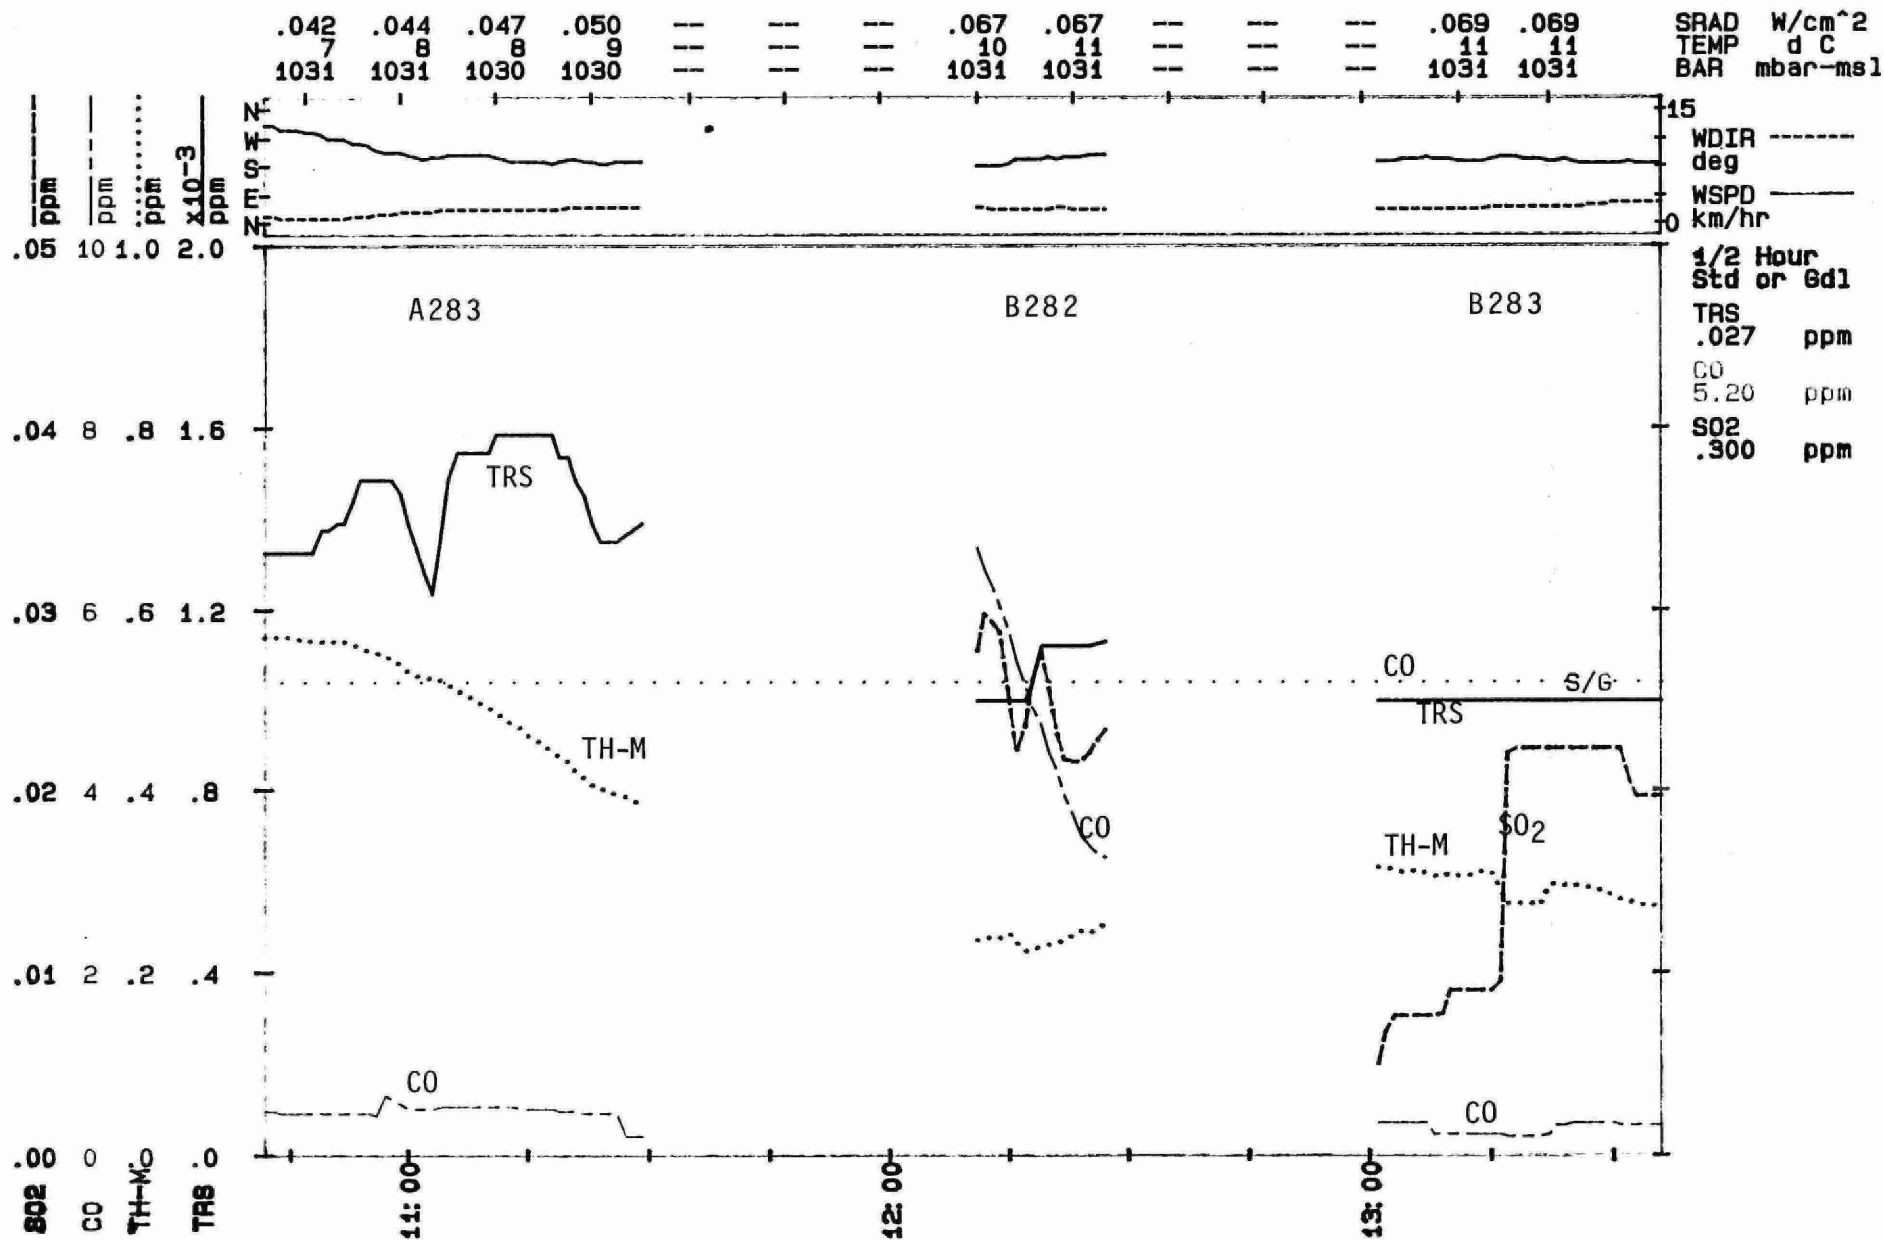 .042 .044 .047 .050 -- -- -- .067 .067 -- -- -- .069 .069 SRAD W/cm^2
7 8 8 9 -- -- -- 10 11 -- -- -- 11 11 TEMP d C
1031 1031 1030 1030 -- -- -- 1031 1031 -- -- -- 1031 1031 BAR mbar-msl
ppm
ppm
ppm
x10-3
ppm
N
W
S
E
N
15
WDIR
deg
WSPD
0 km/hr
.05 10 1.0 2.0
1/2 Hour
Std or Gdl
TRS
.027 ppm
CO
5.20 ppm
SO2
.300 ppm
A283
B282
B283
.04 8 .8 1.6
TRS
.03 6 .6 1.2
CO
S/G
TRS
TH-M
.02 4 .4 .8
CO
SO2
TH-M
.01 2 .2 .4
CO
CO
.00 0 .0 .0
SO2
CO
TH-M
TRS
11:00
12:00
13:00